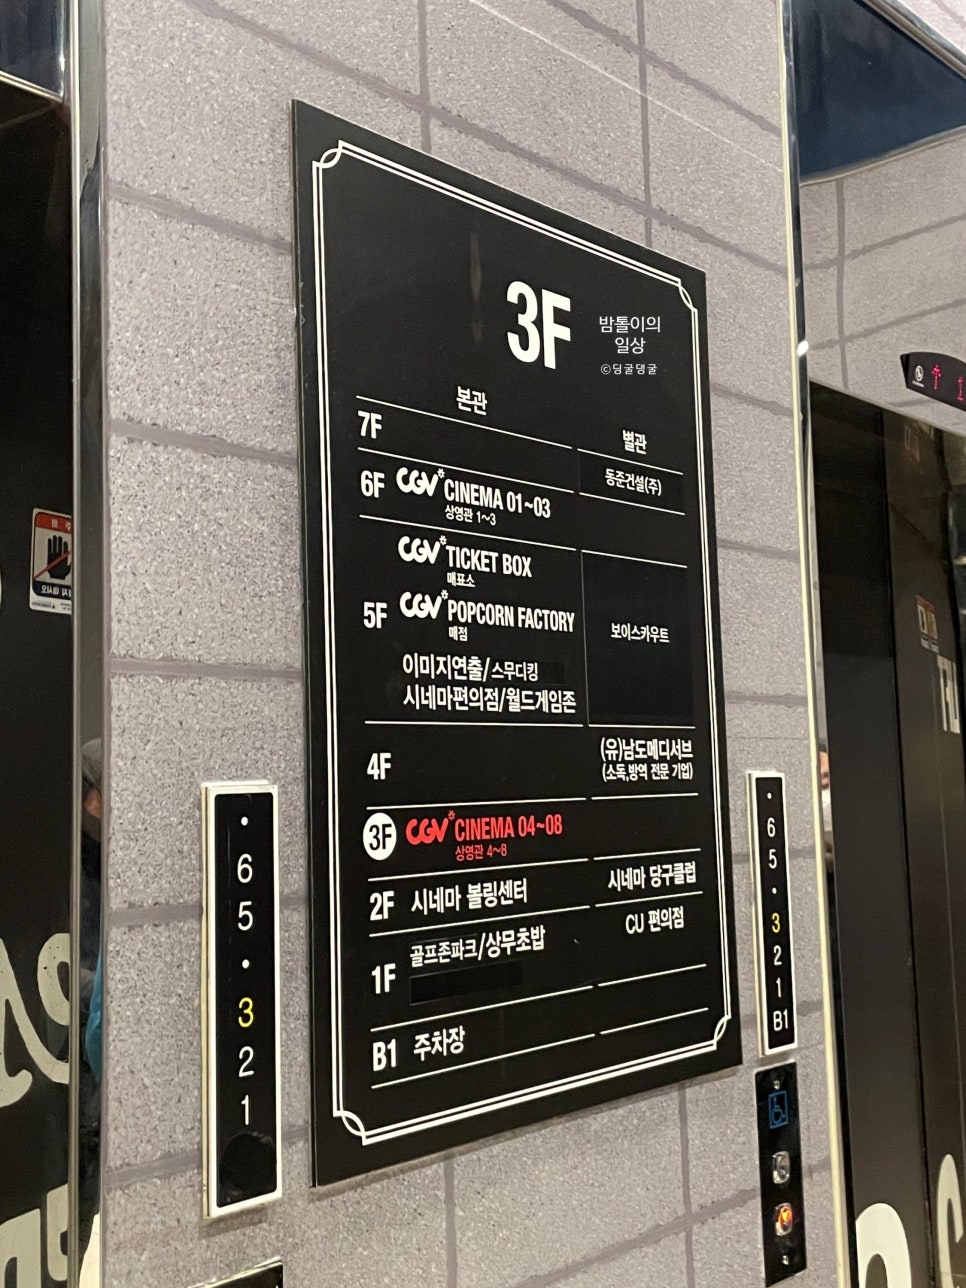 3F
밤톨이의
일상
©딩굴댕굴
본관
별관
7F
동준건설(주)
6F CGV CINEMA 01~03
상영관 1~3
CGV TICKET BOX
매표소
5F CGV POPCORN FACTORY
매점
보이스카우트
이미지연출/스무디킹
시네마편의점/월드게임존
4F
(유)남도메디서브
(소독,방역 전문 기업)
3F CGV CINEMA 04~08
상영관 4~8
2F 시네마 볼링센터
시네마 당구클럽
1F 골프존파크/상무초밥
CU 편의점
B1 주차장
6
5
3
2
1
6
5
3
2
1
B1